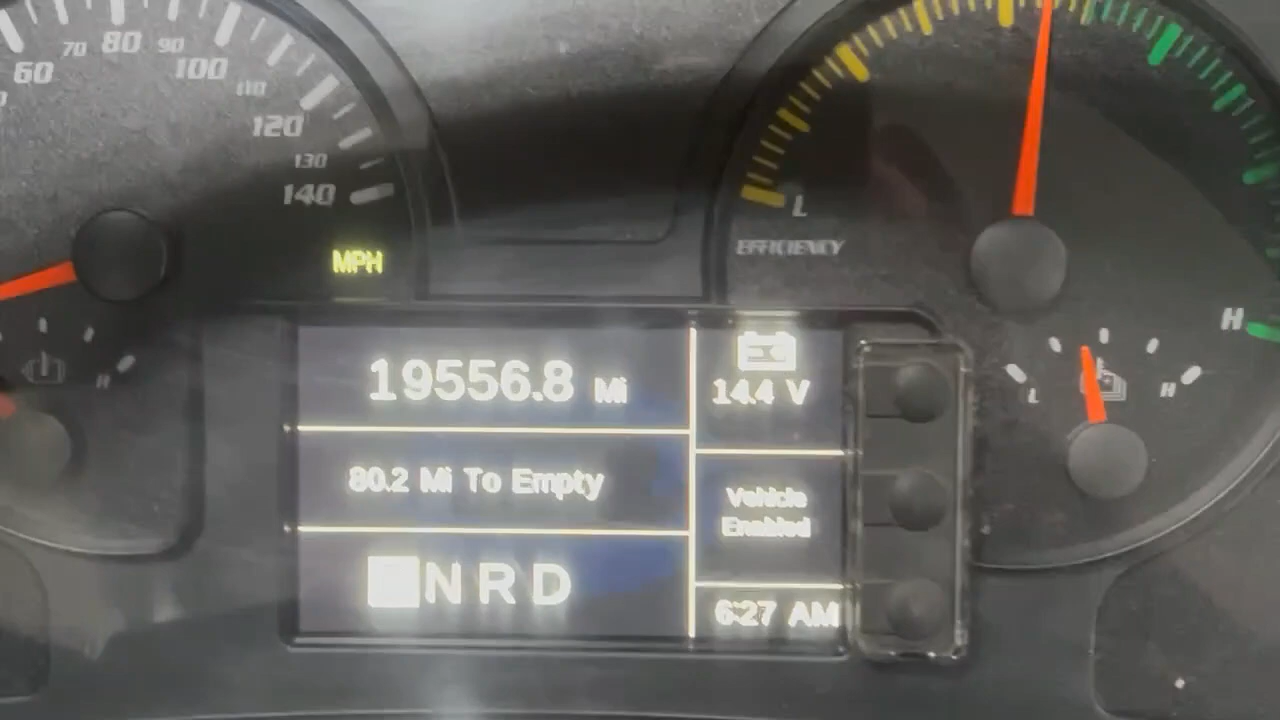 60 70 80 90 100 110 120 130 140
MPH
H
L
EFFICIENCY
H
L H
19556.8 Mi
80.2 Mi To Empty
N R D
14.4 V
Vehicle
Enabled
6:27 AM